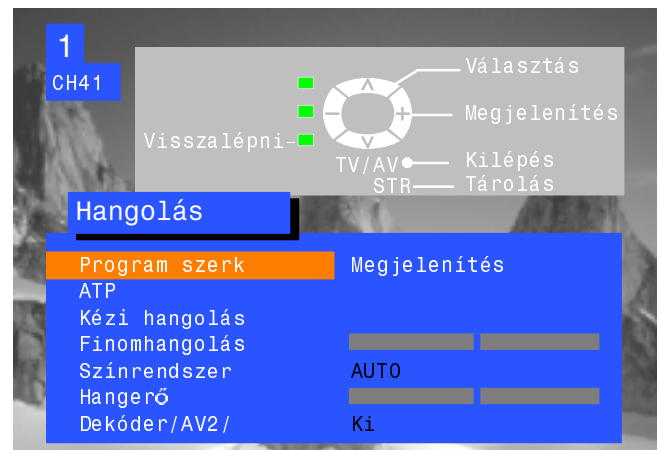 1
CH41
Választás
Megjelenítés
Visszalépni
TV/AV Kilépés
STR Tárolás
Hangolás
Program szerk Megjelenítés
ATP
Kézi hangolás
Finomhangolás
Színrendszer AUTO
Hangerő
Dekóder/AV2/ Ki